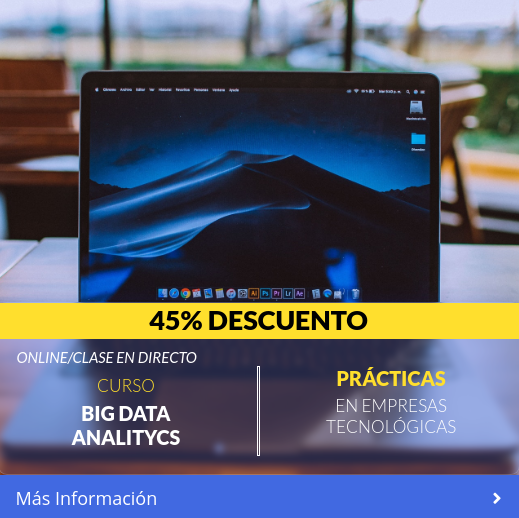 45% DESCUENTO
ONLINE/CLASE EN DIRECTO
CURSO
BIG DATA
ANALITYCS
PRÁCTICAS
EN EMPRESAS
TECNOLÓGICAS
Más Información